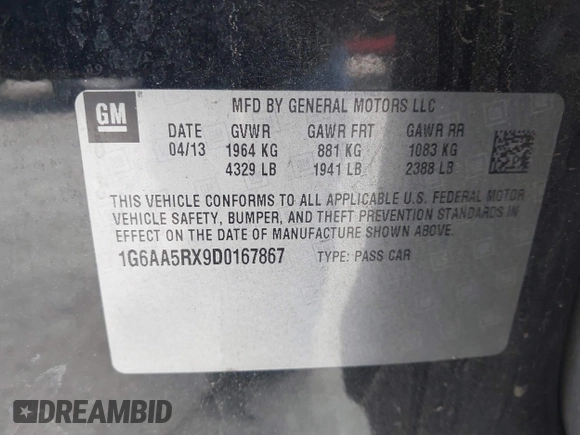 GM
MFD BY GENERAL MOTORS LLC
DATE GVWR GAWR FRT GAWR RR
04/13 1964 KG 881 KG 1083 KG
4329 LB 1941 LB 2388 LB
THIS VEHICLE CONFORMS TO ALL APPLICABLE U.S. FEDERAL MOTOR
VEHICLE SAFETY, BUMPER, AND THEFT PREVENTION STANDARDS IN
EFFECT ON THE DATE OF MANUFACTURE SHOWN ABOVE.
1G6AA5RX9D0167867 TYPE: PASS CAR
DREAMBID